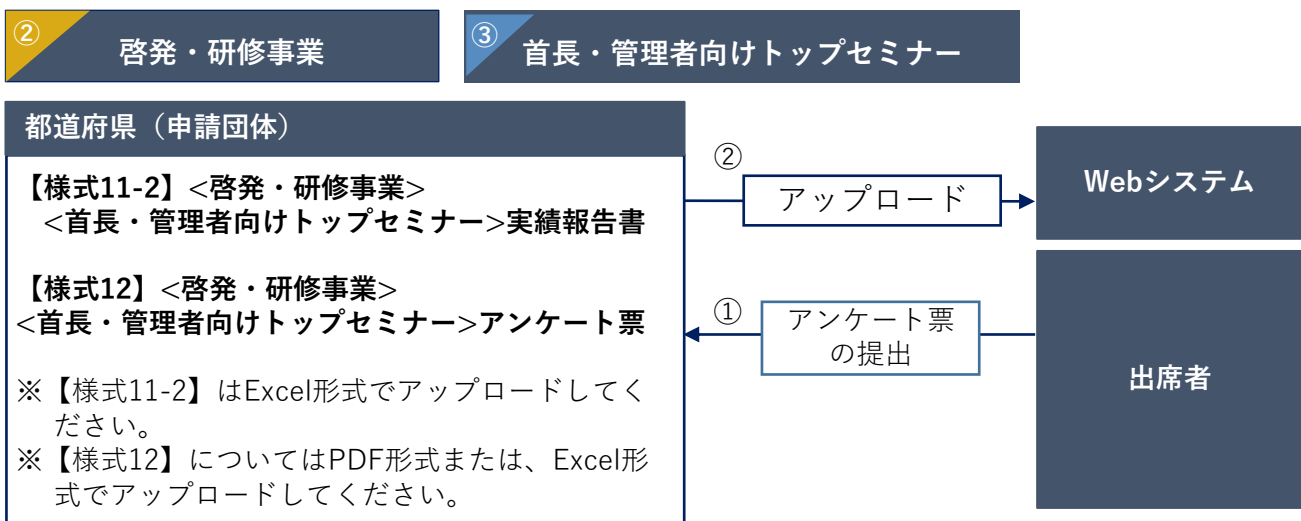 ② 啓発・研修事業
③ 首長・管理者向けトップセミナー
都道府県（申請団体）
【様式11-2】<啓発・研修事業>
<首長・管理者向けトップセミナー>実績報告書
【様式12】<啓発・研修事業>
<首長・管理者向けトップセミナー>アンケート票
※【様式11-2】はExcel形式でアップロードしてく
ださい。
※【様式12】についてはPDF形式または、Excel形
式でアップロードしてください。
②
アップロード
Webシステム
①
アンケート票
の提出
出席者